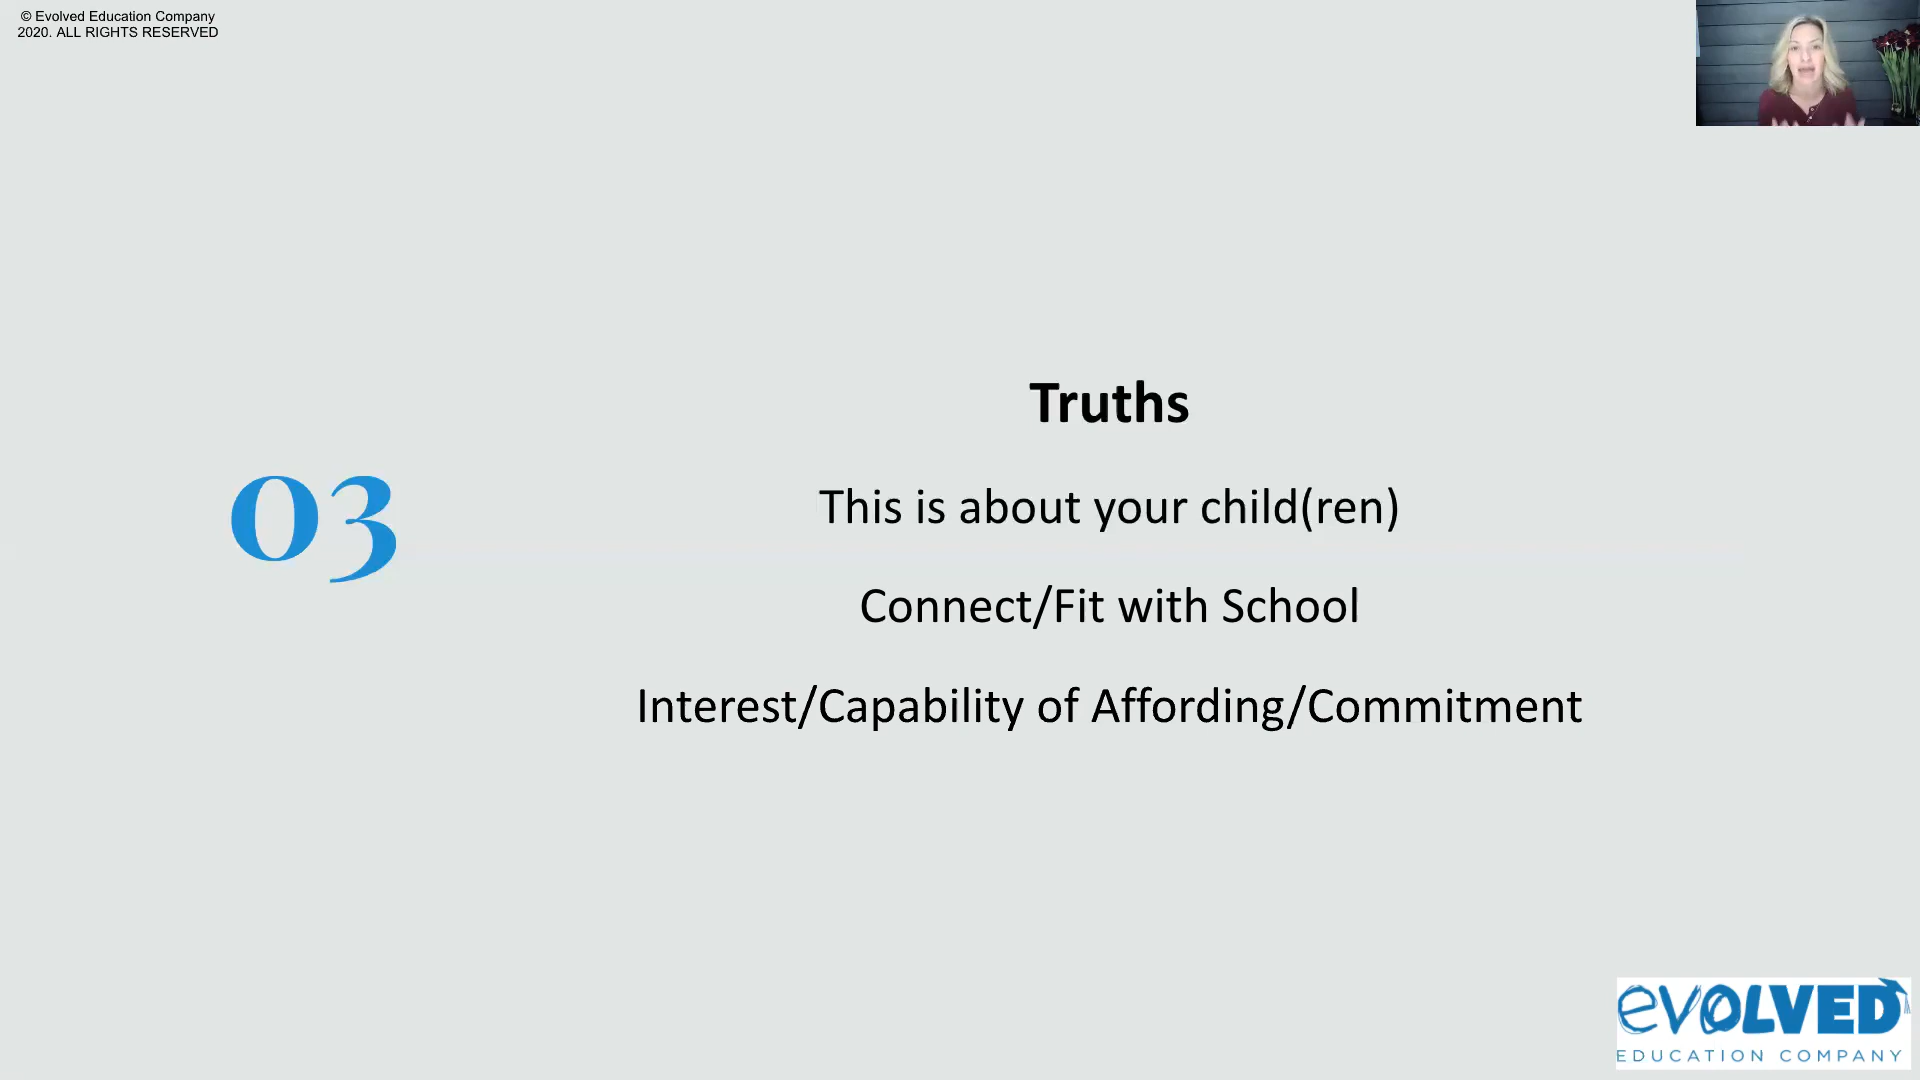 © Evolved Education Company
2020. ALL RIGHTS RESERVED
Truths
03
This is about your child(ren)
Connect/Fit with School
Interest/Capability of Affording/Commitment
eVOLVED
EDUCATION COMPANY